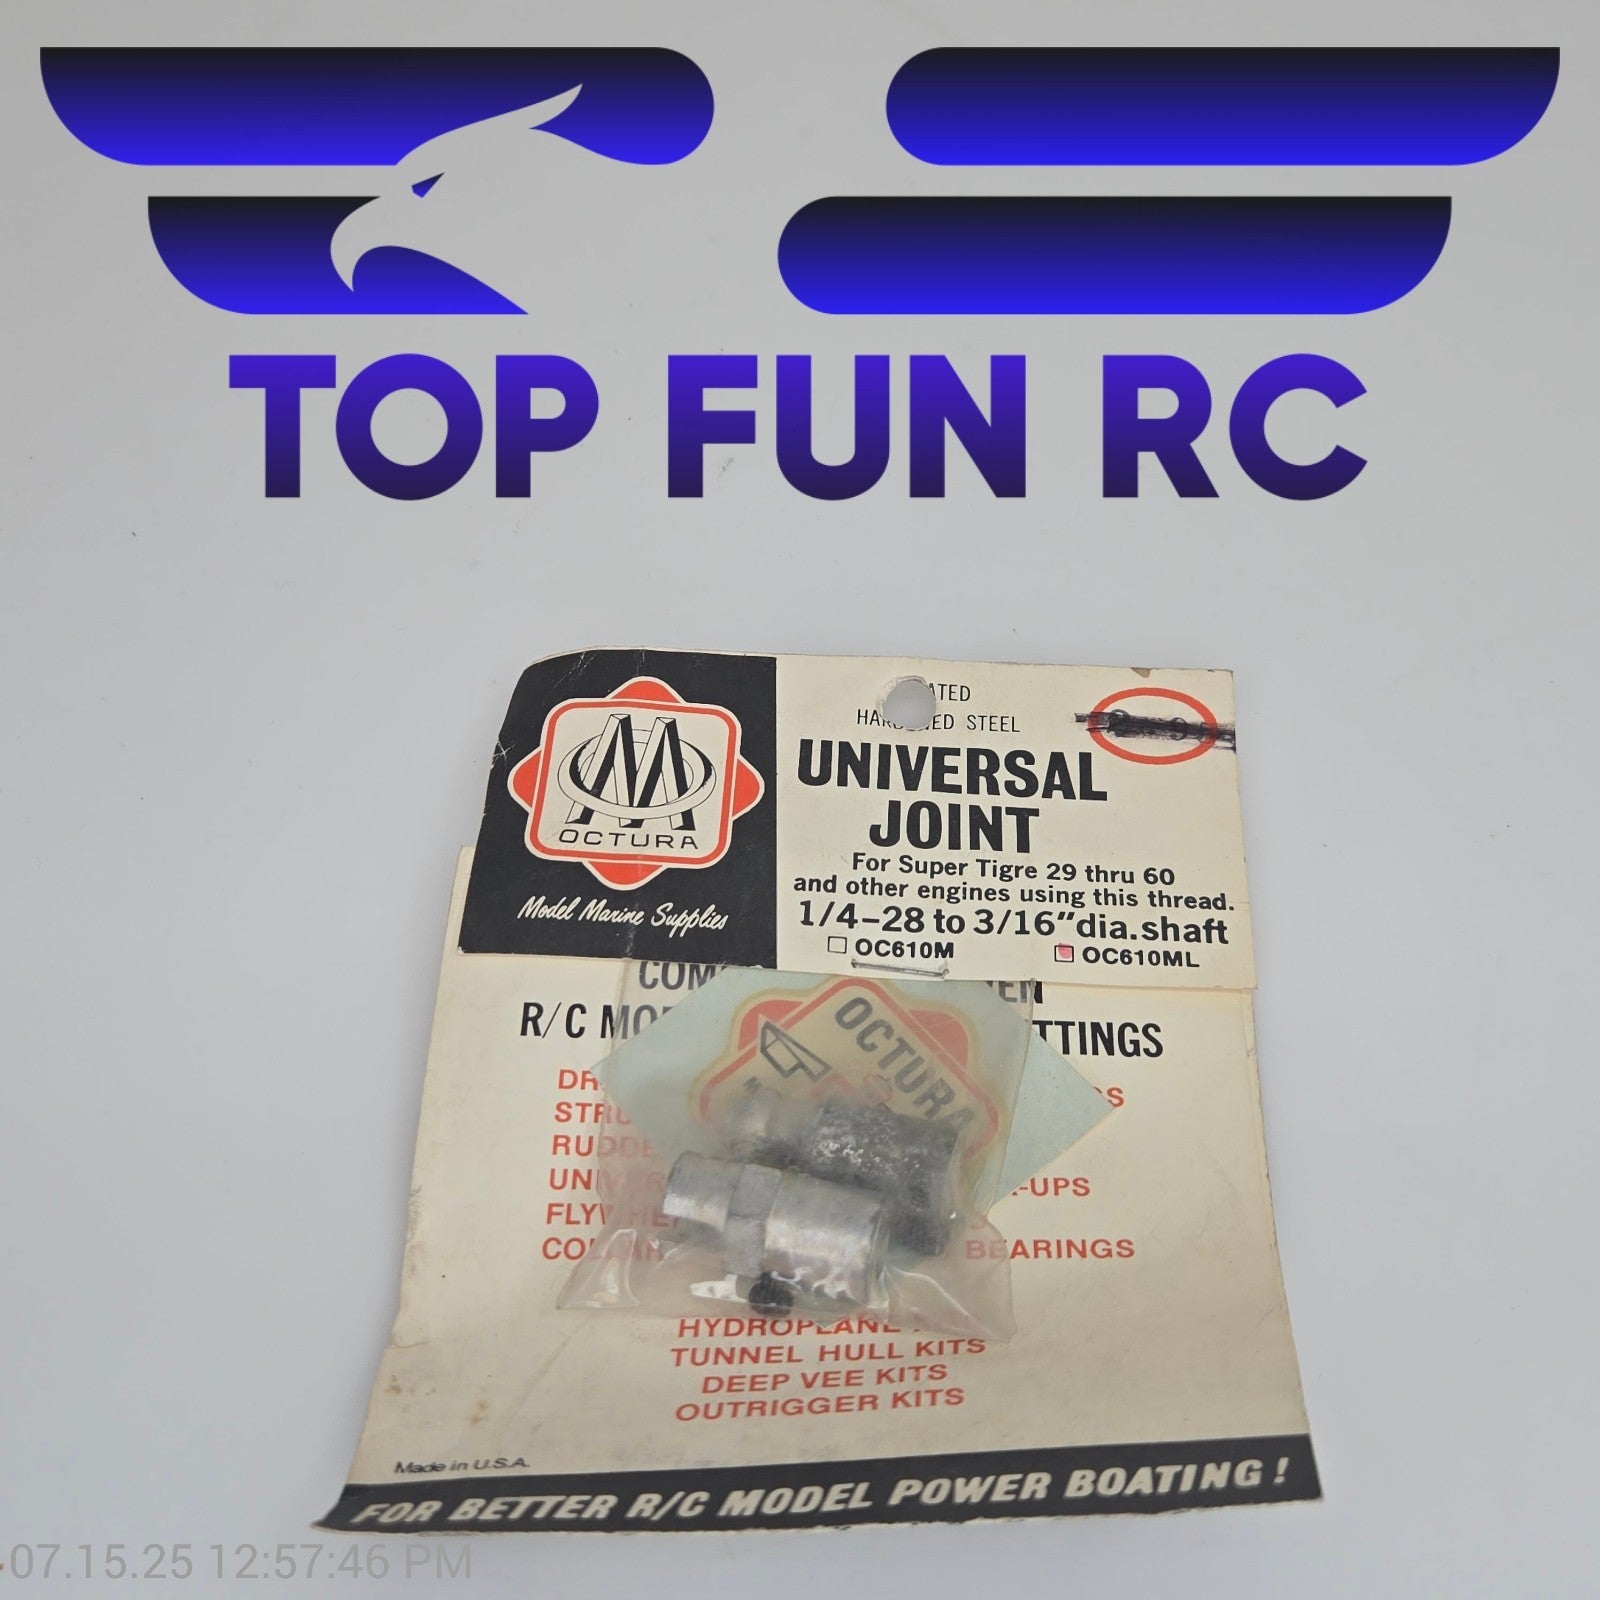 TOP FUN RC
ATED
HARDENED STEEL
UNIVERSAL
JOINT
For Super Tigre 29 thru 60
and other engines using this thread.
1/4-28 to 3/16" dia. shaft
OC610M OC610ML
OCTURA
Model Marine Supplies
R/C TTINGS
OCTURA
RUDDE
-UPS
BEARINGS
HYDROPLANE
TUNNEL HULL KITS
DEEP VEE KITS
OUTRIGGER KITS
Made in U.S.A.
FOR BETTER R/C MODEL POWER BOATING!
07.15.25 12:57:46 PM